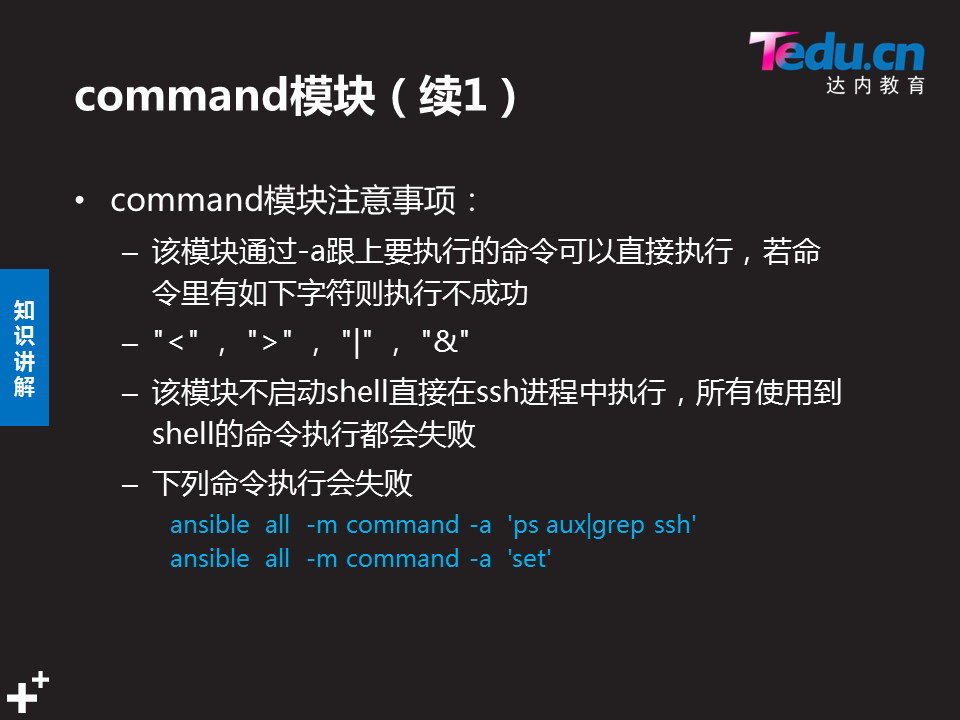 Tedu.cn
达内教育
command模块（续1）
• command模块注意事项：
– 该模块通过-a跟上要执行的命令可以直接执行，若命
令里有如下字符则执行不成功
– "<" ， ">" ， "|" ， "&"
– 该模块不启动shell直接在ssh进程中执行，所有使用到
shell的命令执行都会失败
– 下列命令执行会失败
ansible all -m command -a 'ps aux|grep ssh'
ansible all -m command -a 'set'
知
识
讲
解